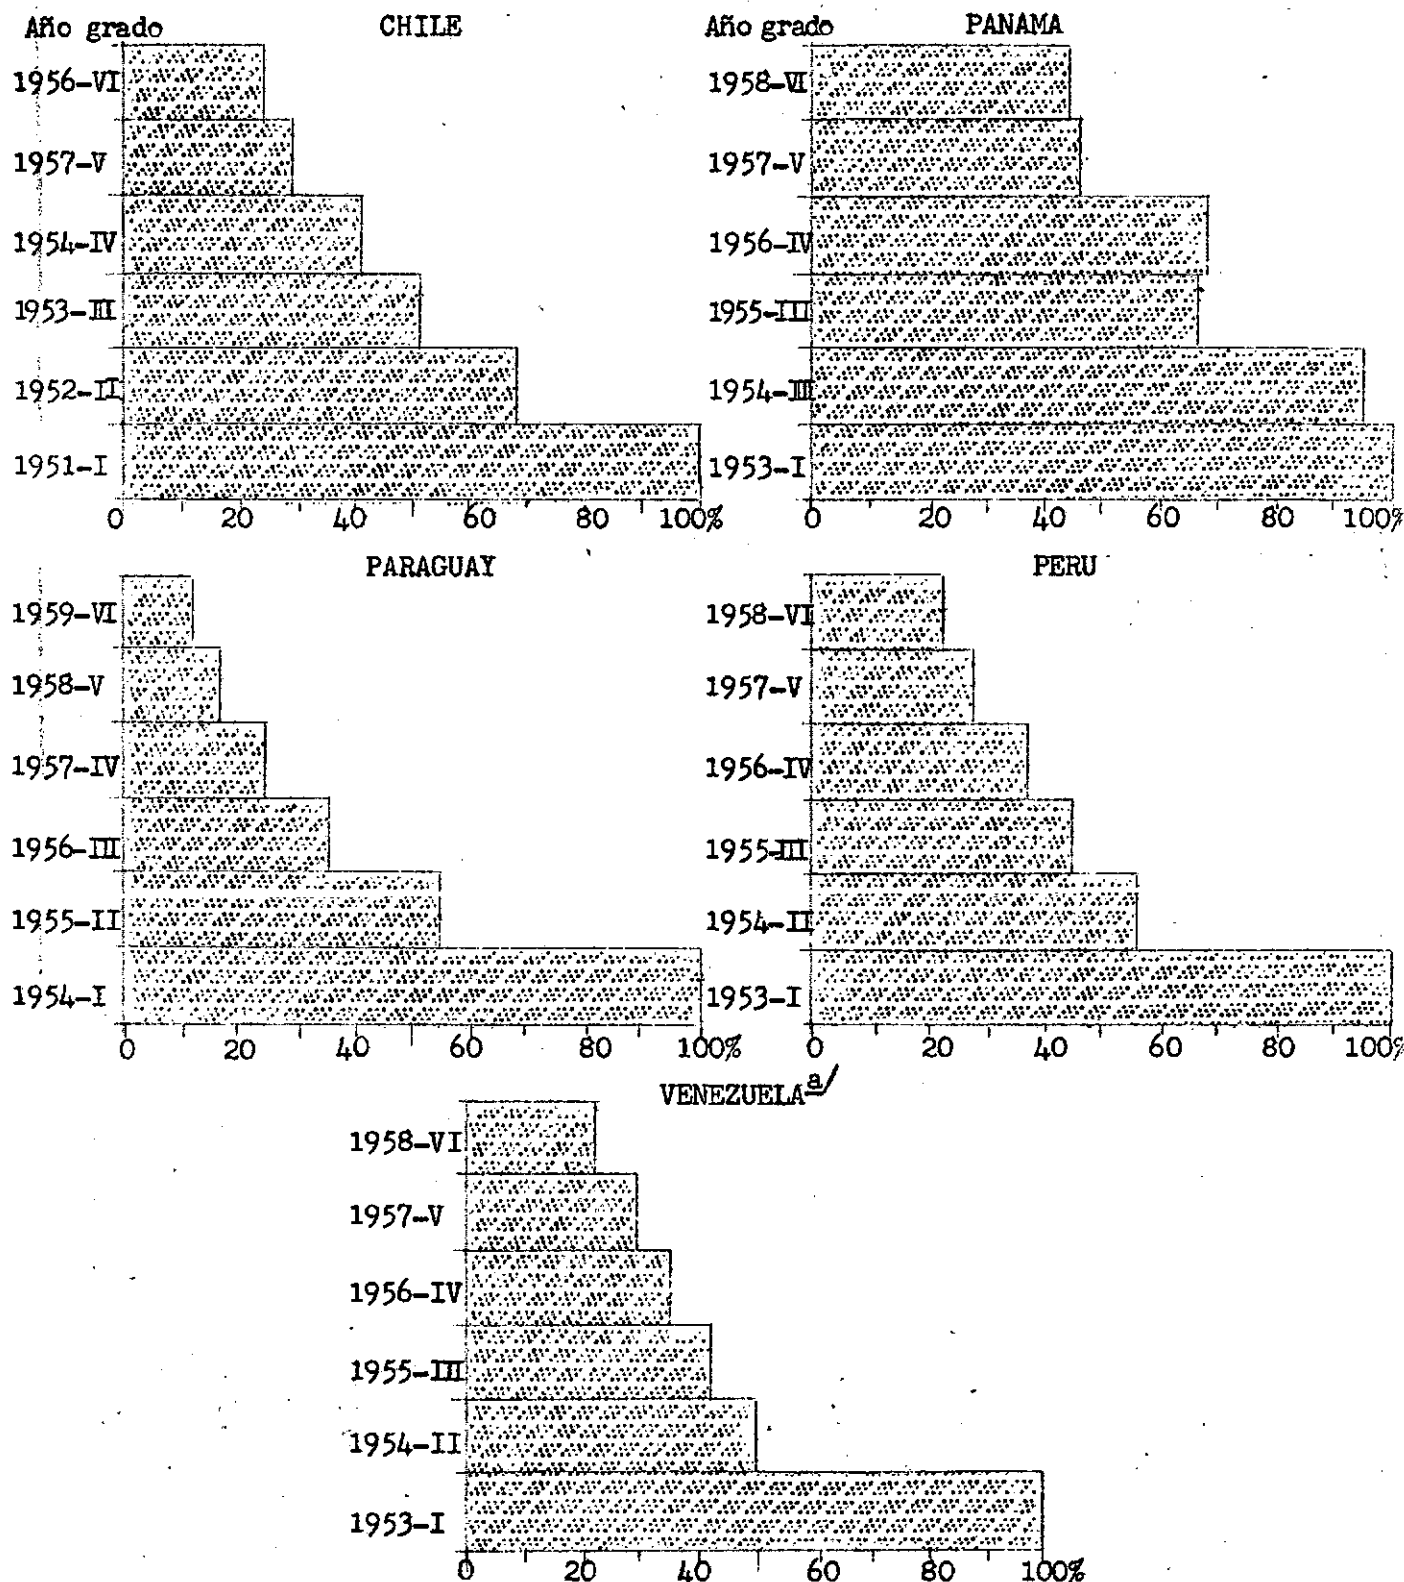 Año grado CHILE
1956-VI
1957-V
1954-IV
1953-III
1952-II
1951-I
0 20 40 60 80 100%
Año grado PANAMA
1958-VI
1957-V
1956-IV
1955-III
1954-III
1953-I
0 20 40 60 80 100%
PARAGUAY
1959-VI
1958-V
1957-IV
1956-III
1955-II
1954-I
0 20 40 60 80 100%
PERU
1958-VI
1957-V
1956-IV
1955-III
1954-II
1953-I
0 20 40 60 80 100%
VENEZUELA a/
1958-VI
1957-V
1956-IV
1955-III
1954-II
1953-I
0 20 40 60 80 100%